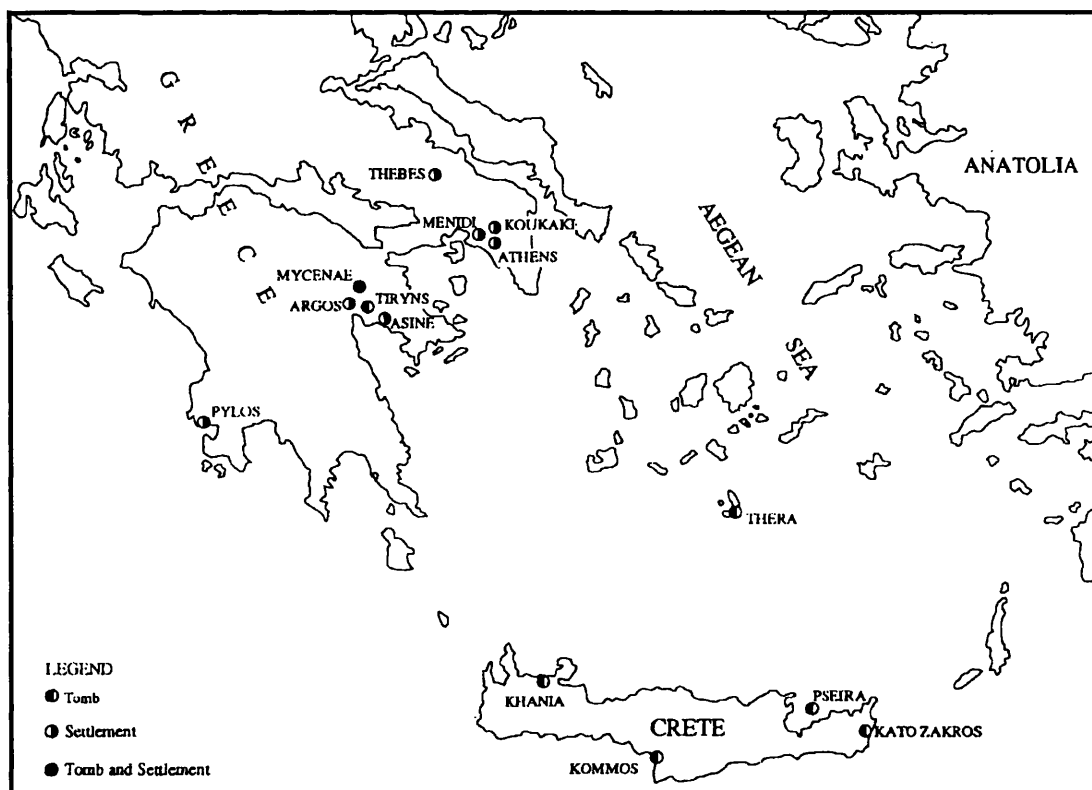 GREECE
ANATOLIA
THEBES
MENIDI
KOUKAKI
ATHENS
AEGEAN
SEA
MYCENAE
ARGOS
TIRYNS
ASINE
PYLOS
THERA
LEGEND
Tomb
Settlement
Tomb and Settlement
KHANIA
CRETE
PSEIRA
KATO ZAKROS
KOMMOS